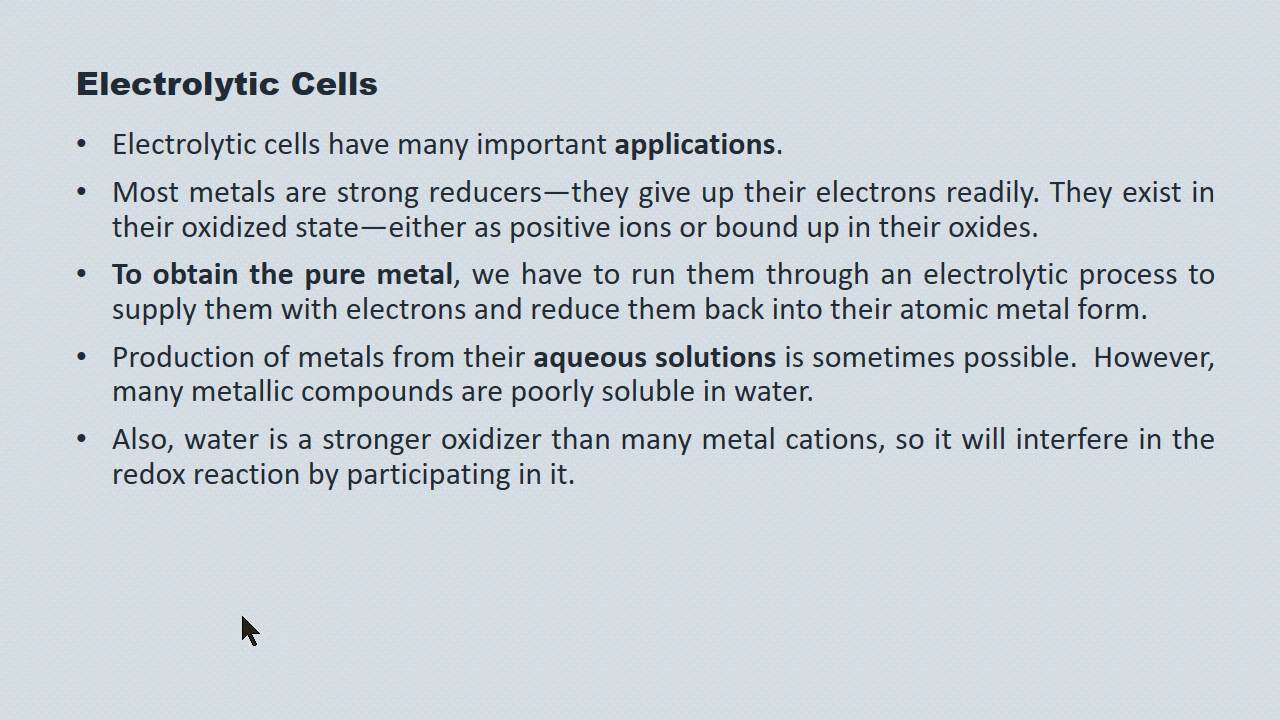 Electrolytic Cells
• Electrolytic cells have many important applications.
• Most metals are strong reducers—they give up their electrons readily. They exist in
their oxidized state—either as positive ions or bound up in their oxides.
• To obtain the pure metal, we have to run them through an electrolytic process to
supply them with electrons and reduce them back into their atomic metal form.
• Production of metals from their aqueous solutions is sometimes possible.  However,
many metallic compounds are poorly soluble in water.
• Also, water is a stronger oxidizer than many metal cations, so it will interfere in the
redox reaction by participating in it.